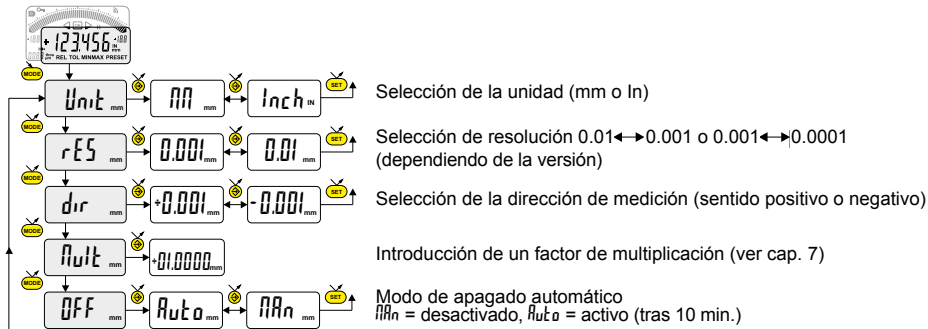 + 123.456 IN mm
REL TOL MINMAX PRESET
MODE
Unit mm MM mm Inch IN SET Selección de la unidad (mm o In)
MODE
rES mm 0.001 mm 0.01 mm SET Selección de resolución 0.01↔0.001 o 0.001↔0.0001
(dependiendo de la versión)
MODE
dir mm +0.001 mm -0.001 mm SET Selección de la dirección de medición (sentido positivo o negativo)
MODE
Mult mm +01.0000 mm Introducción de un factor de multiplicación (ver cap. 7)
MODE
OFF mm Auto mm MAn mm SET Modo de apagado automático
MAn = desactivado, Auto = activo (tras 10 min.)